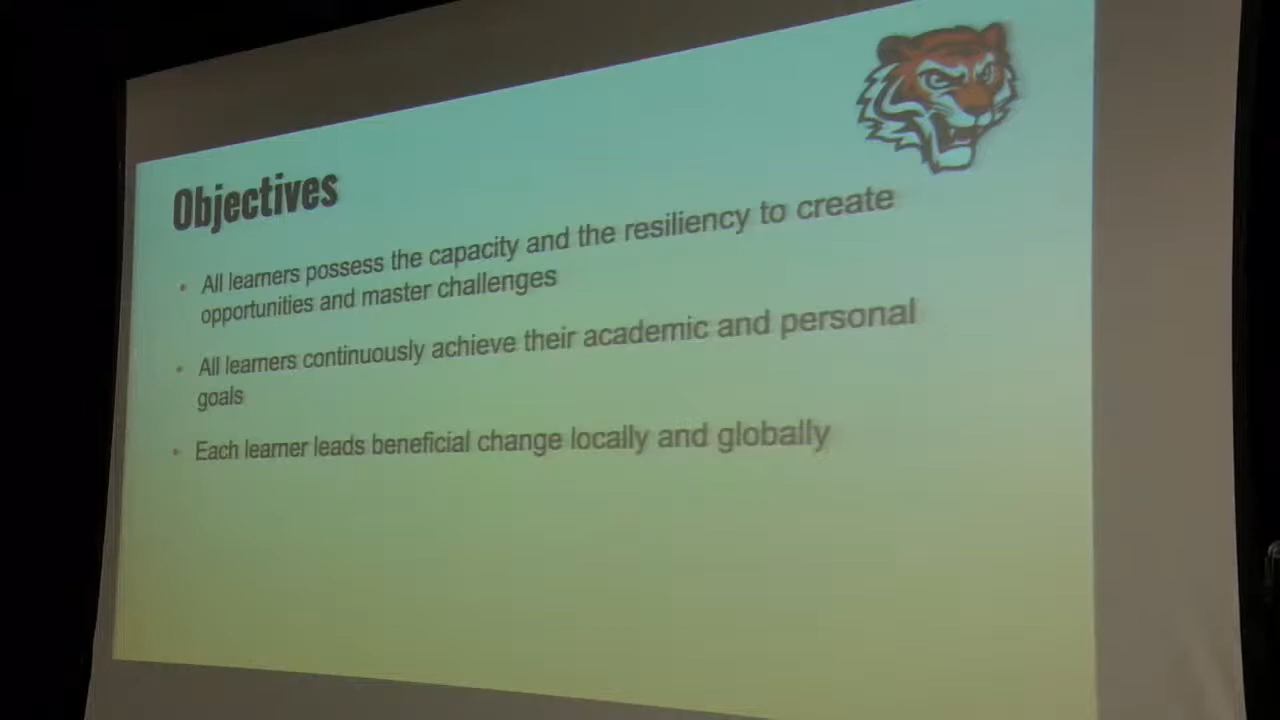 Objectives
• All learners possess the capacity and the resiliency to create
opportunities and master challenges
• All learners continuously achieve their academic and personal
goals
• Each learner leads beneficial change locally and globally